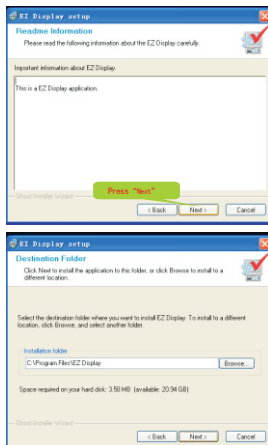 EZ Display setup
Readme Information
Please read the following information about the EZ Display carefully.
Important information about EZ Display.
This is a EZ Display application.
Press "Next"
Ghost Installer Wizard
< Back
Next >
Cancel
EZ Display setup
Destination Folder
Click Next to install the application to this folder, or click Browse to install to a
different location.
Select the destination folder where you want to install EZ Display. To install to a different
location, click Browse, and select another folder.
Installation folder
C:\Program Files\EZ Display
Browse...
Space required on your hard disk: 3.58 MB (available: 20.94 GB)
Ghost Installer Wizard
< Back
Next >
Cancel